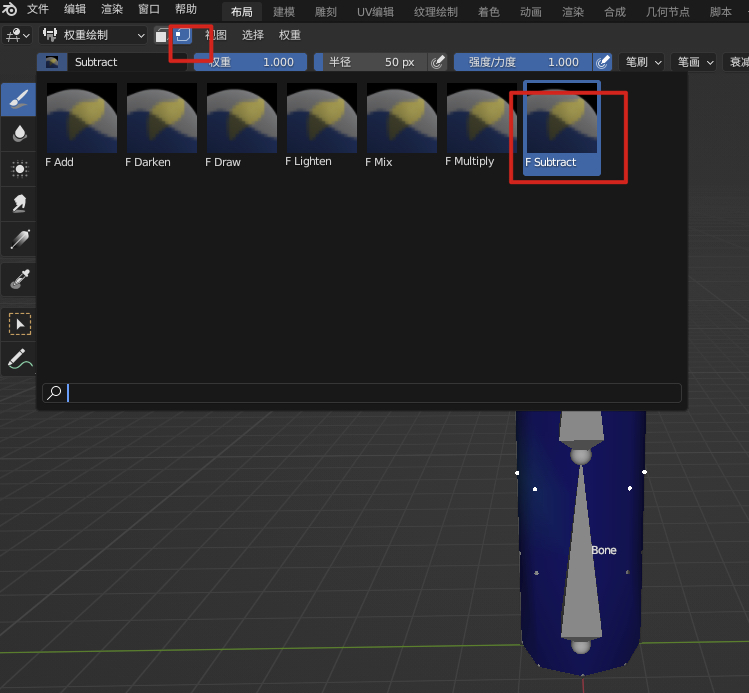 文件 编辑 渲染 窗口 帮助 布局 建模 雕刻 UV编辑 纹理绘制 着色 动画 渲染 合成 几何节点 脚本
权重绘制 视图 选择 权重
Subtract 权重 1.000 半径 50 px 强度/力度 1.000 笔刷 笔画 衰减
F Add F Darken F Draw F Lighten F Mix F Multiply F Subtract
Bone